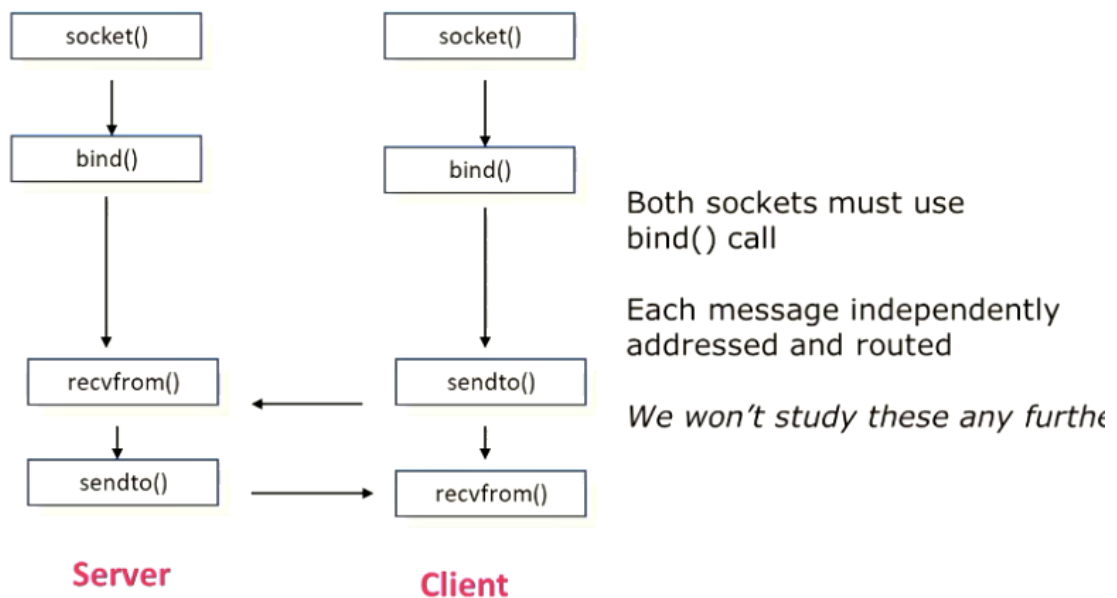 socket()
socket()
bind()
bind()
Both sockets must use
bind() call
Each message independently
addressed and routed
recvfrom()
sendto()
We won't study these any furthe
sendto()
recvfrom()
Server
Client